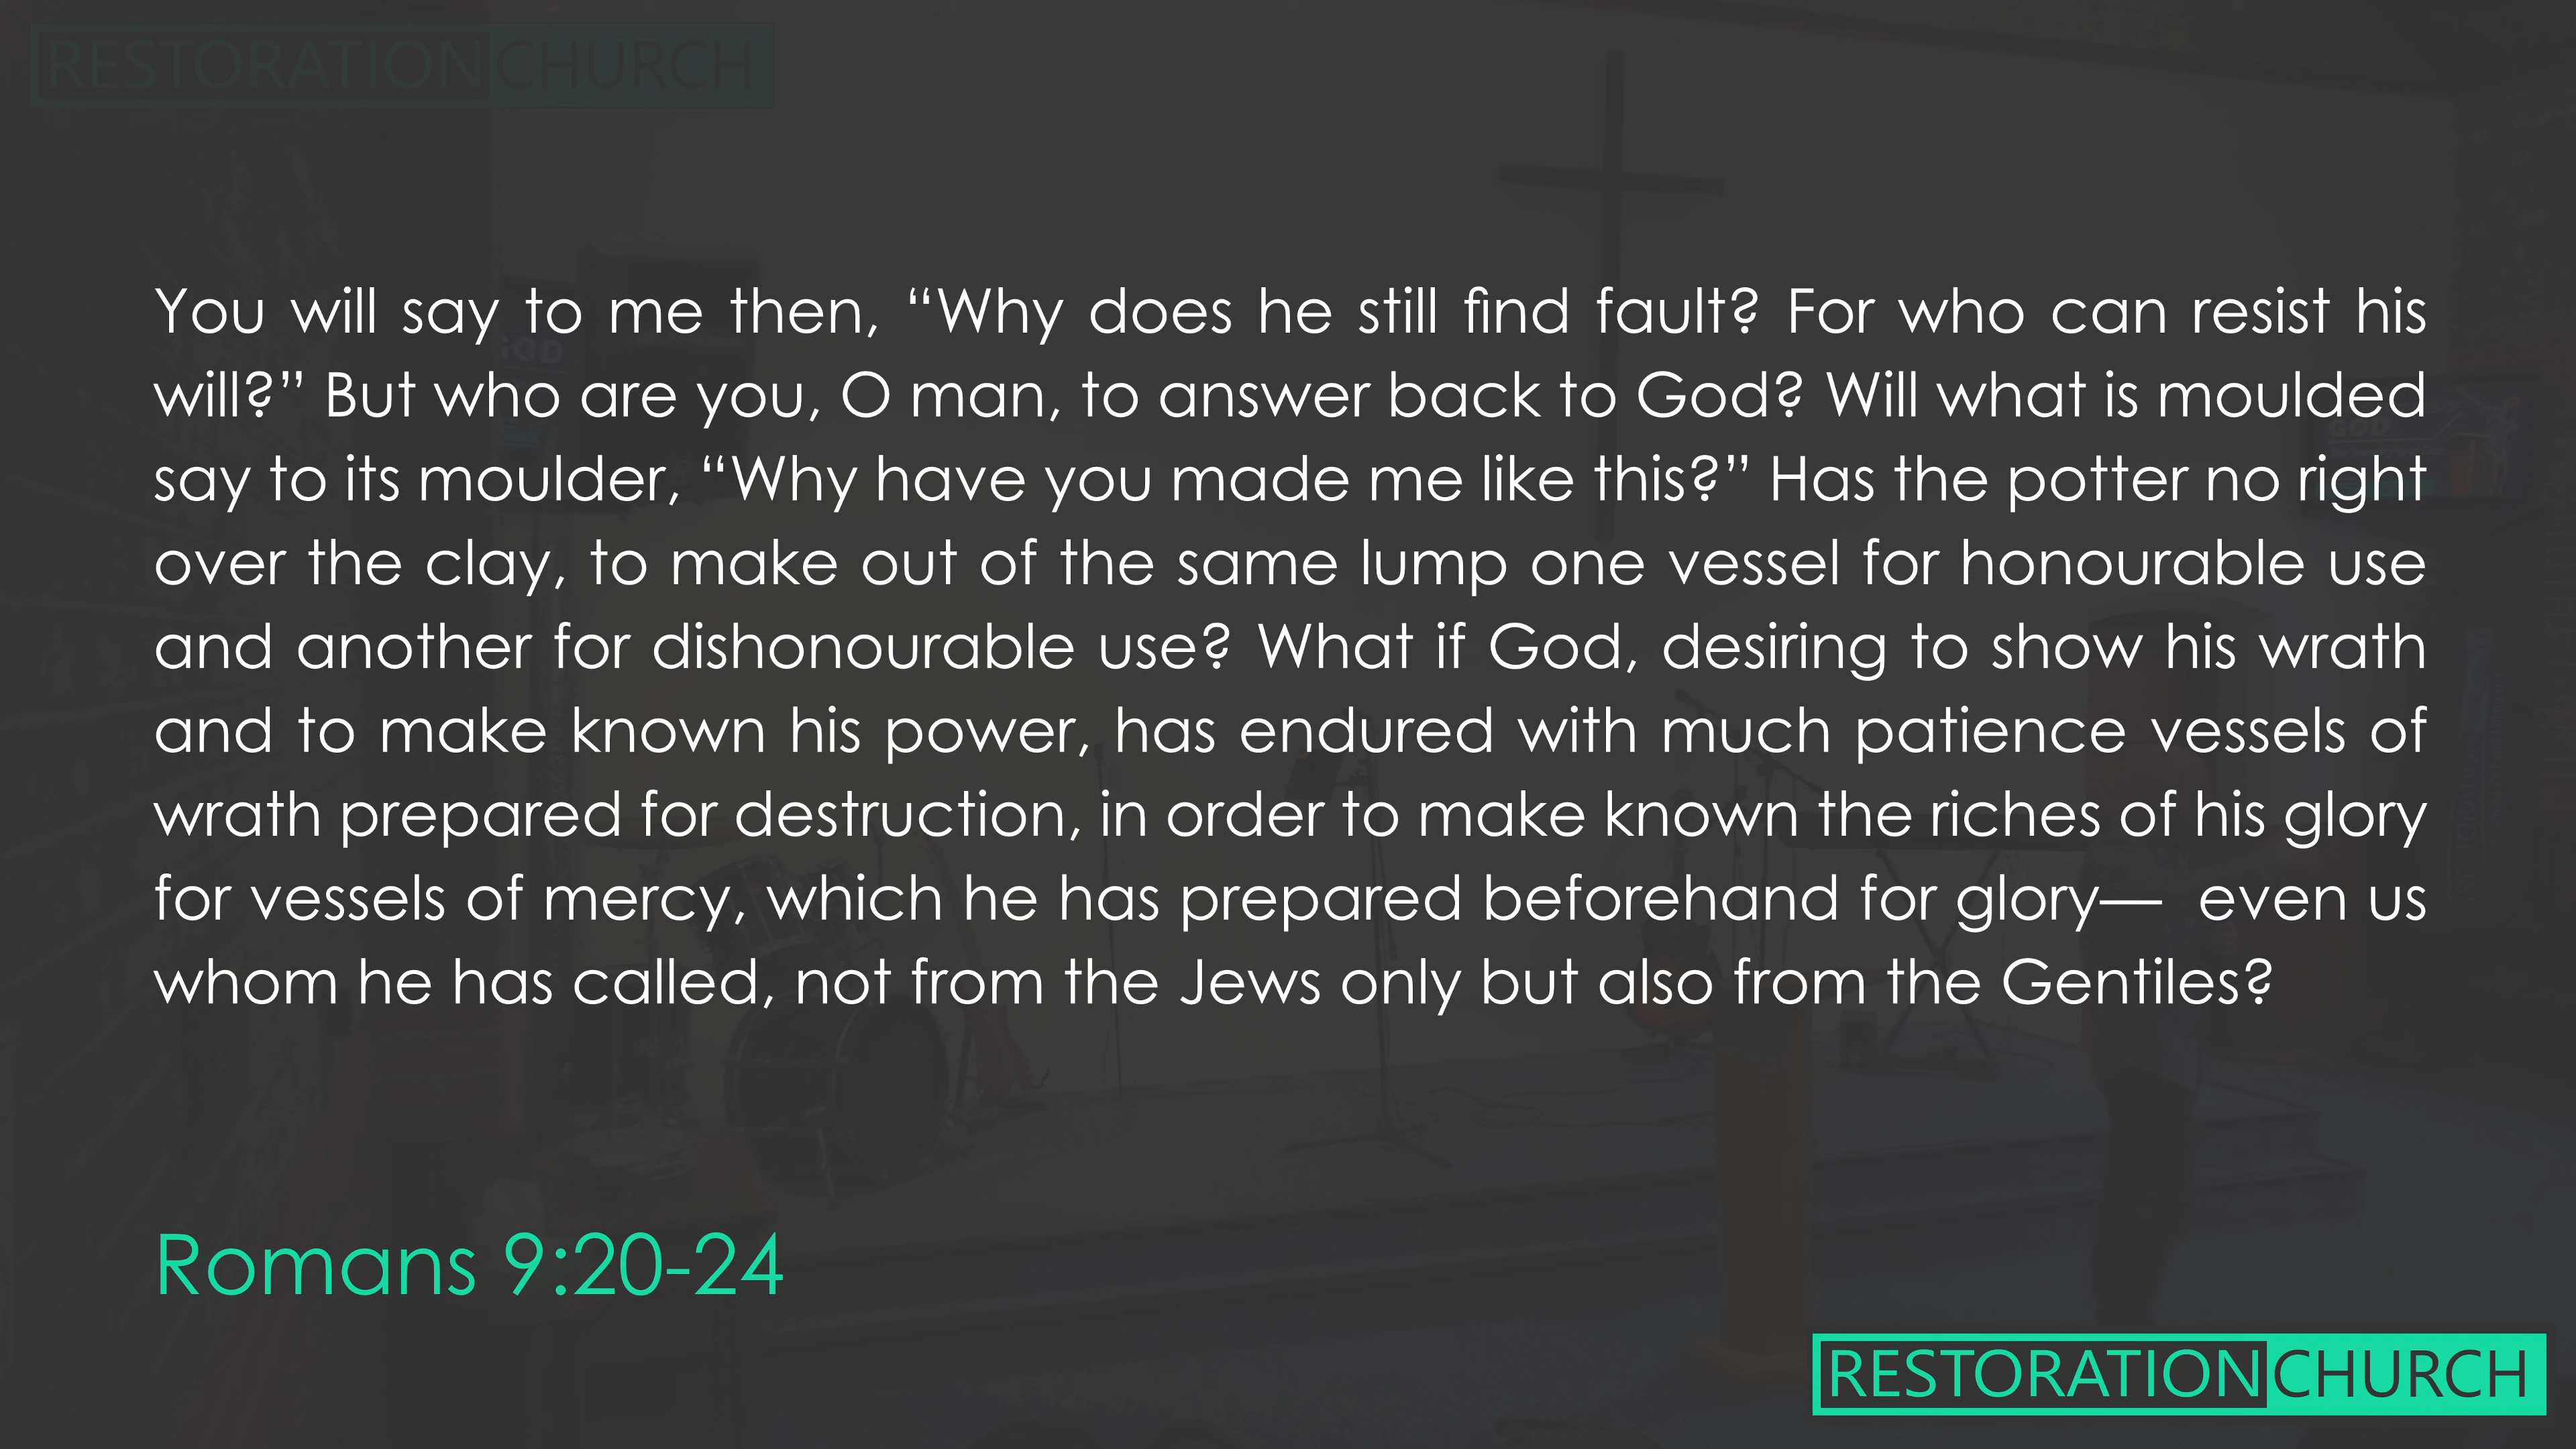 RESTORATIONCHURCH
You will say to me then, “Why does he still find fault? For who can resist his
will?” But who are you, O man, to answer back to God? Will what is moulded
say to its moulder, “Why have you made me like this?” Has the potter no right
over the clay, to make out of the same lump one vessel for honourable use
and another for dishonourable use? What if God, desiring to show his wrath
and to make known his power, has endured with much patience vessels of
wrath prepared for destruction, in order to make known the riches of his glory
for vessels of mercy, which he has prepared beforehand for glory—  even us
whom he has called, not from the Jews only but also from the Gentiles?
GOD
GOD
Romans 9:20-24
RESTORATIONCHURCH